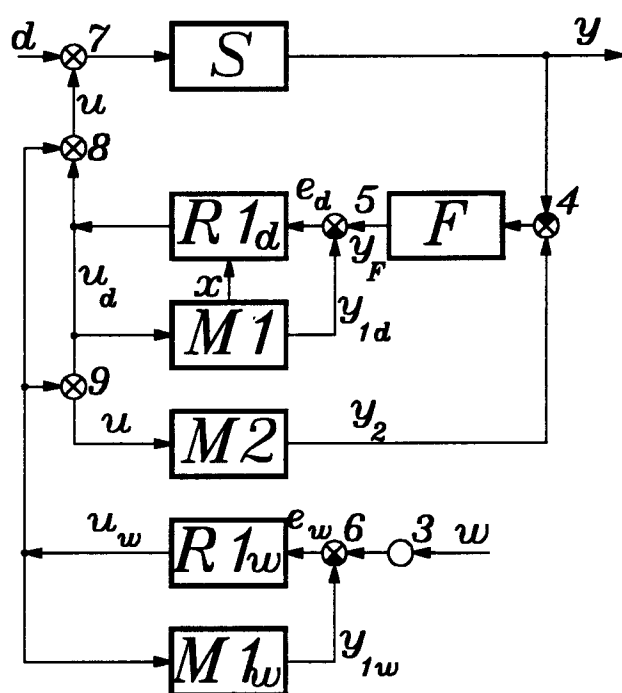 d 7 S y
u
8
e_d 5 4
R1_d F
y_F
u_d x y_1d
M1
9
u M2 y_2
u_w e_w 6 3 w
R1_w
M1_w y_1w